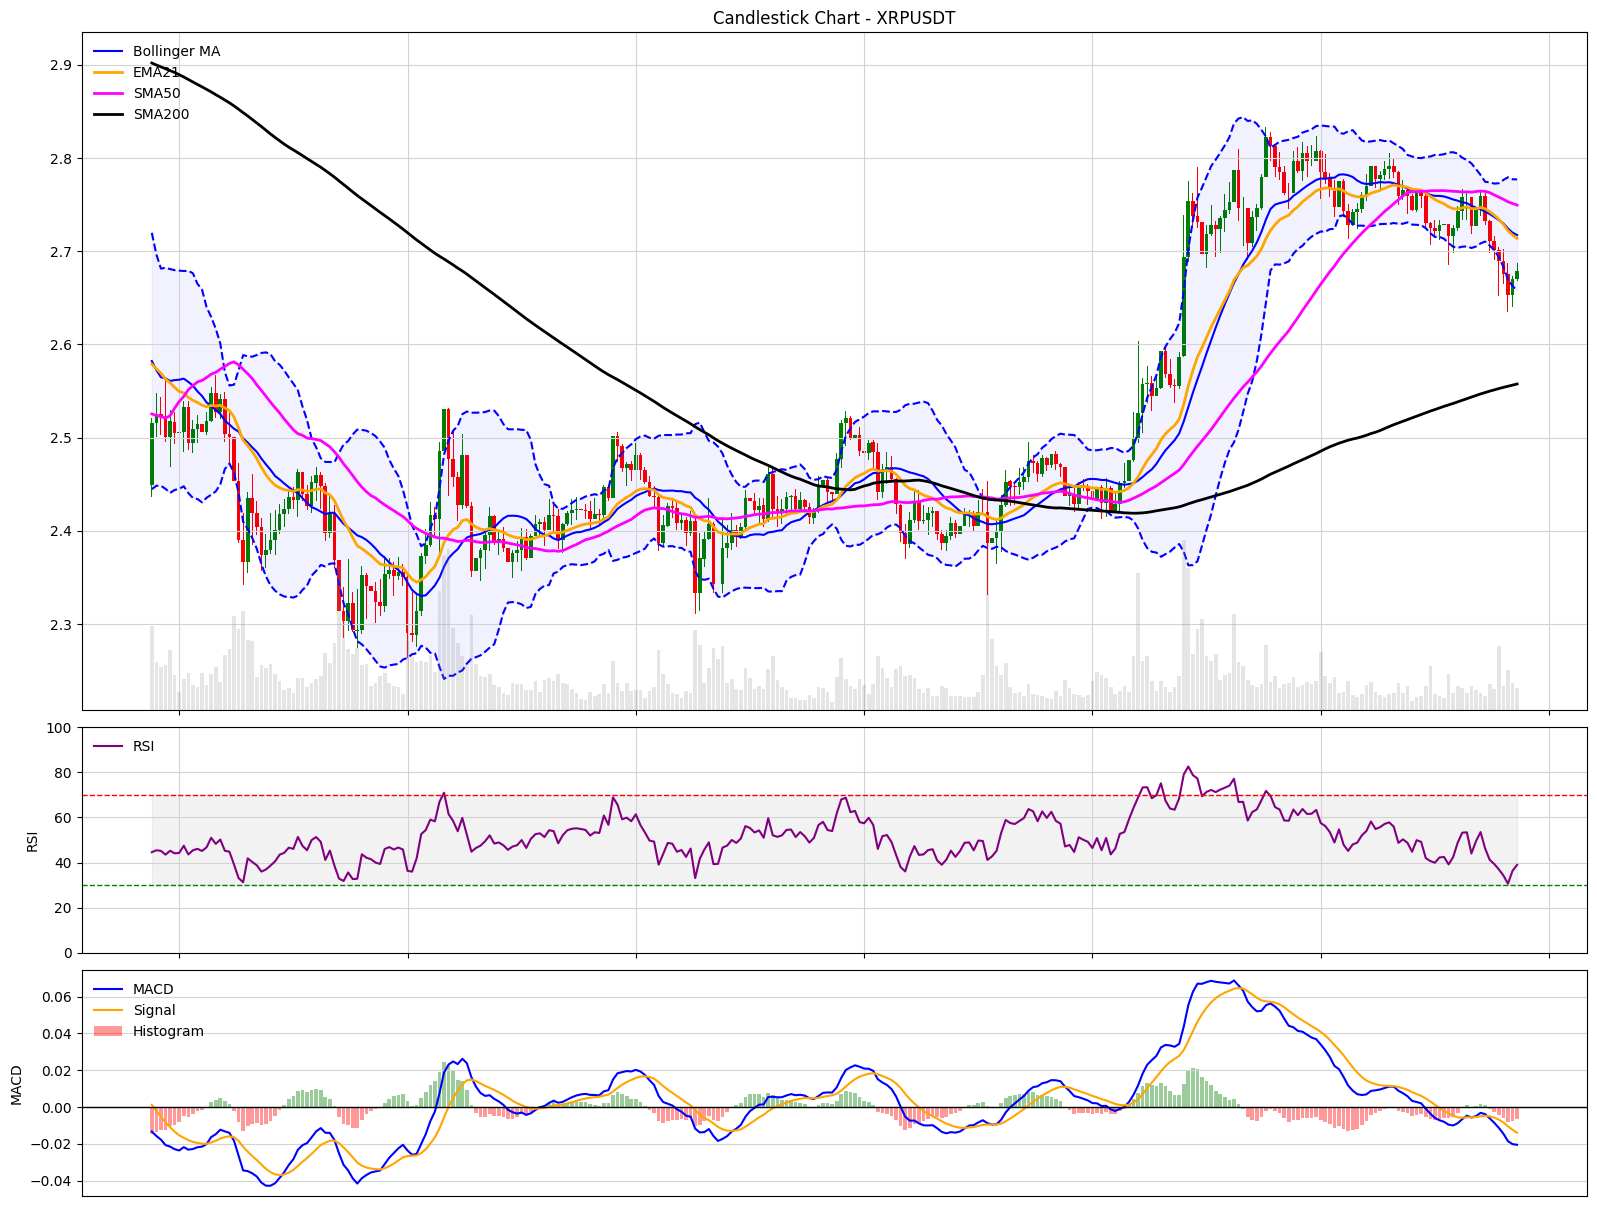 Candlestick Chart - XRPUSDT
Bollinger MA
EMA21
SMA50
SMA200
2.9
2.8
2.7
2.6
2.5
2.4
2.3
RSI
100
80
60
40
20
0
RSI
MACD
Signal
Histogram
0.06
0.04
0.02
0.00
−0.02
−0.04
MACD